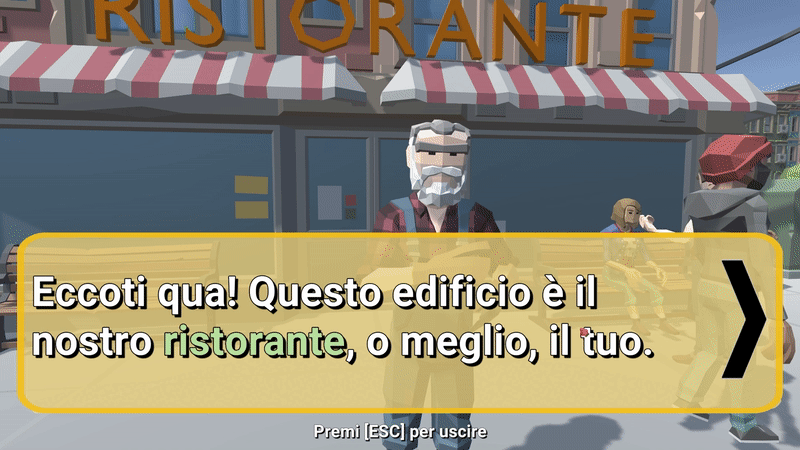 RISTORANTE
Eccoti qua! Questo edificio è il
nostro ristorante, o meglio, il tuo.
Premi [ESC] per uscire